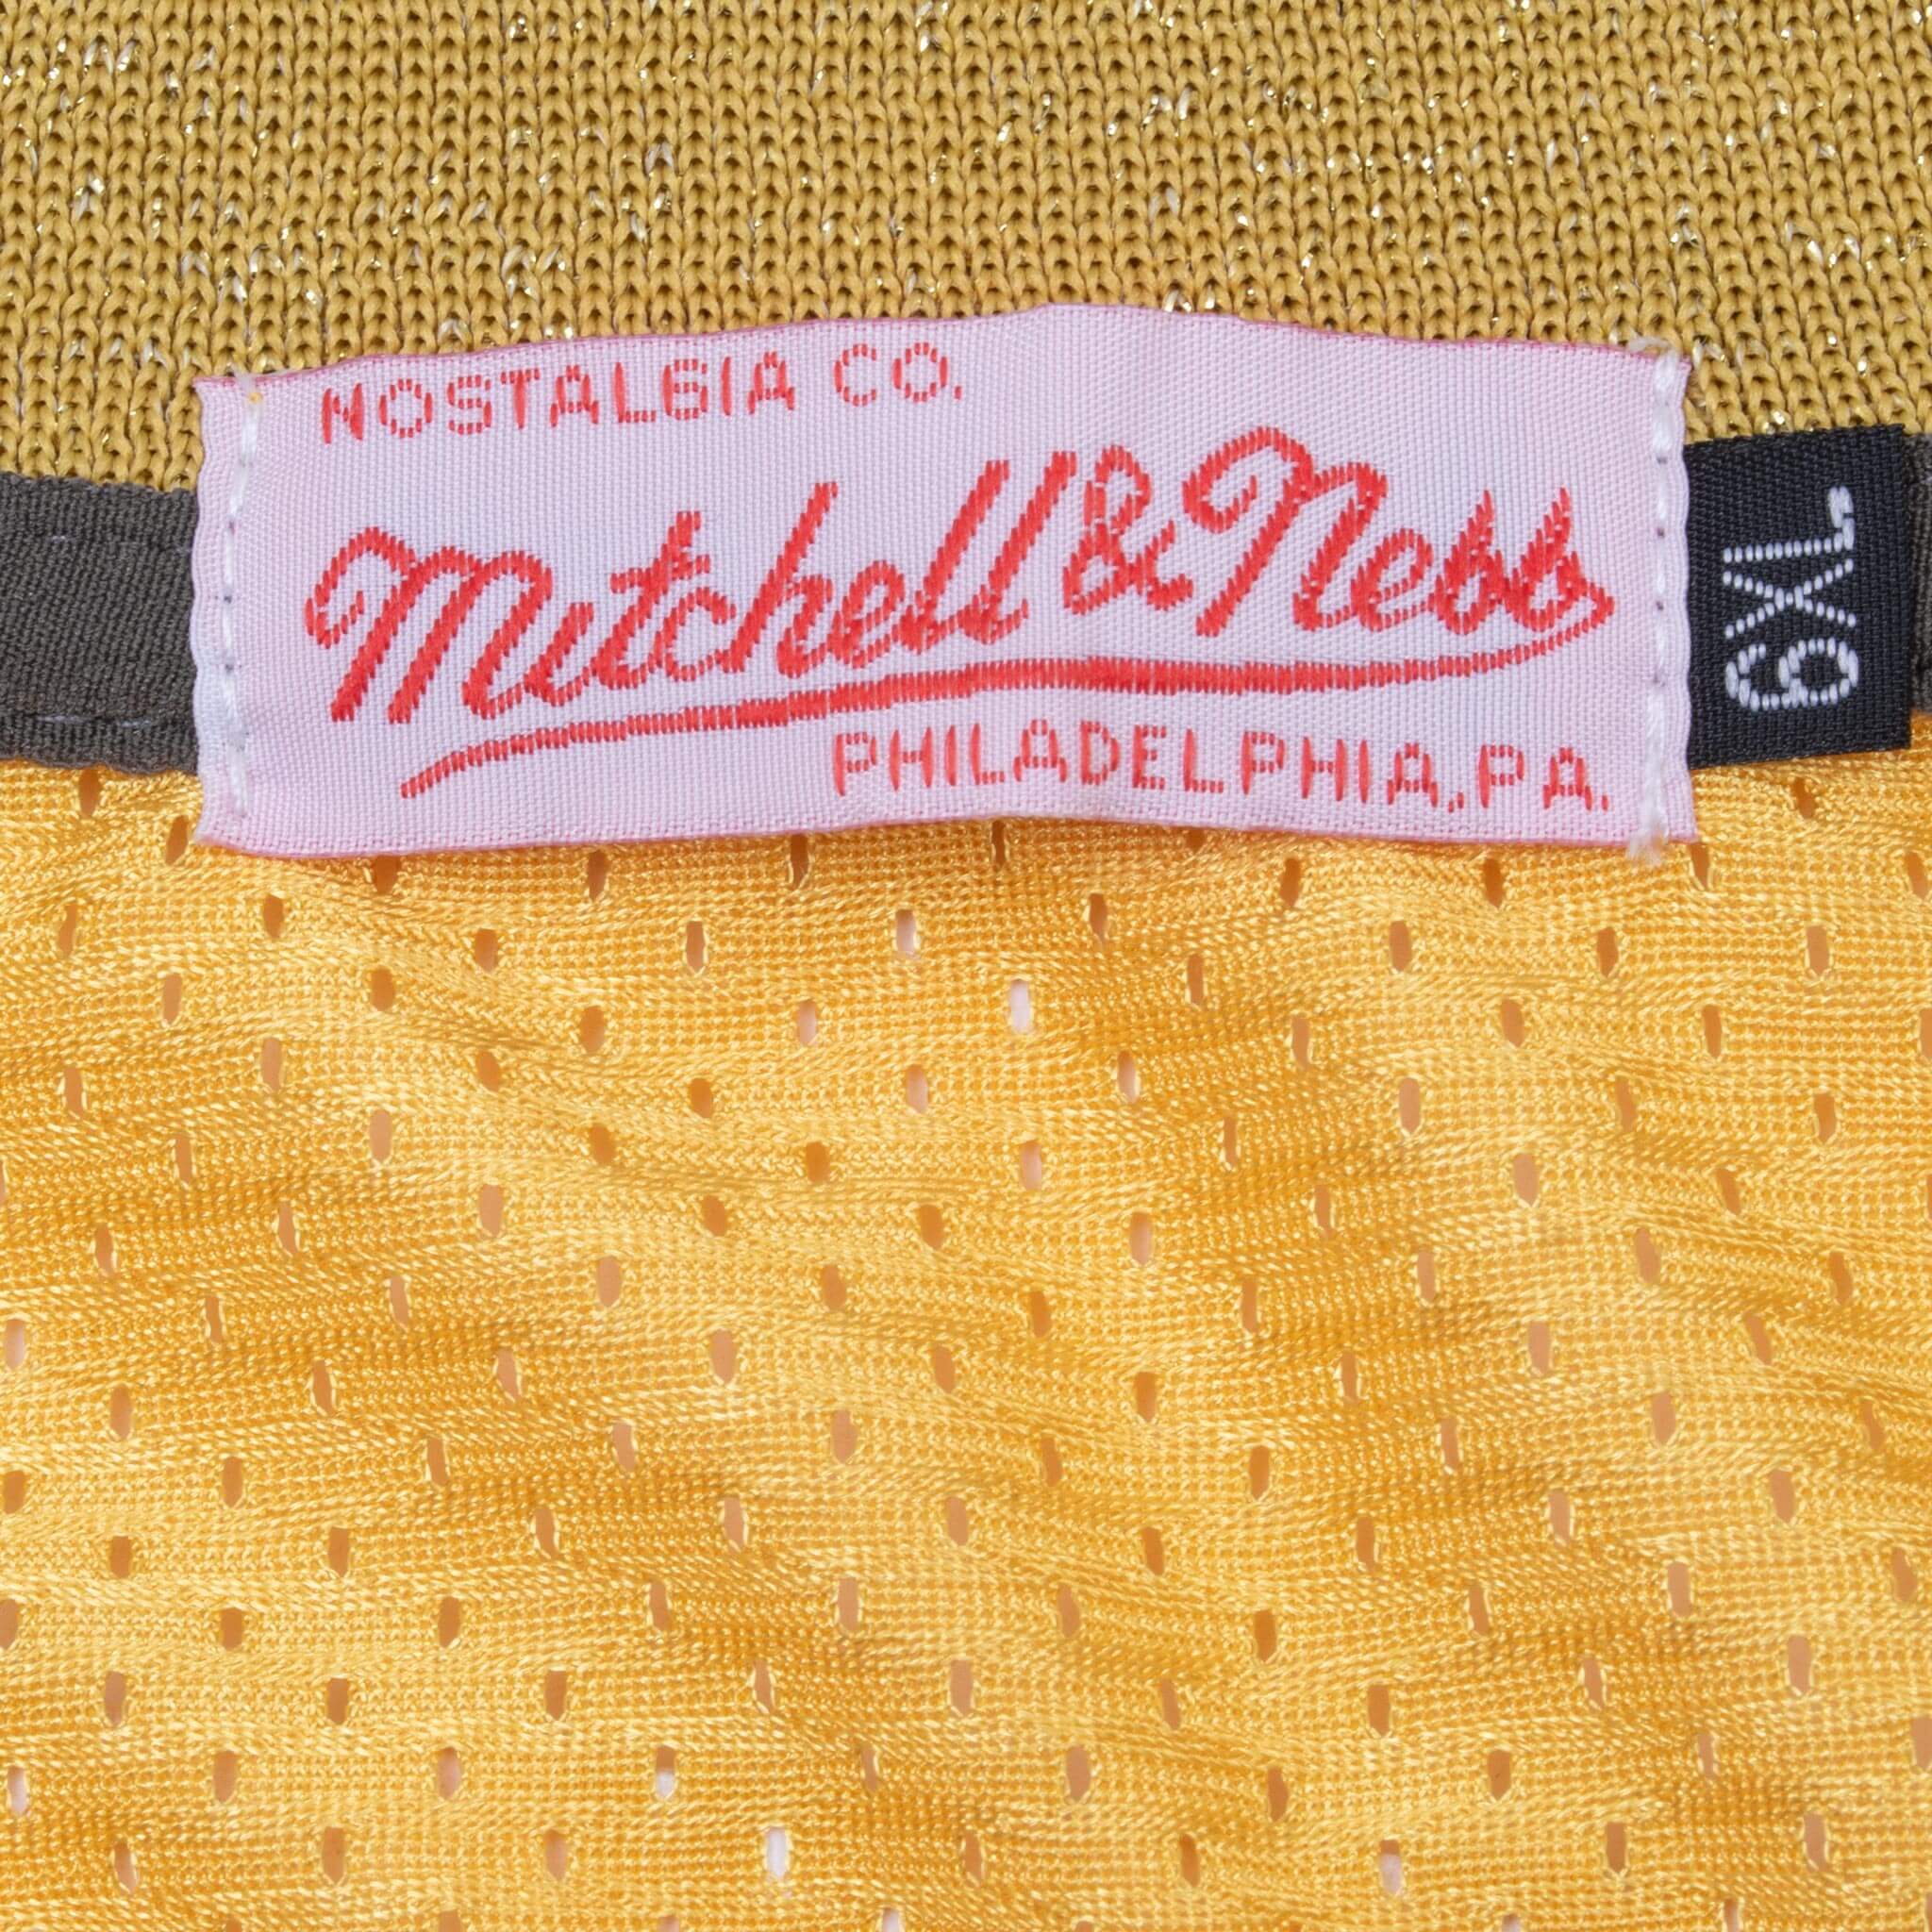 NOSTALGIA CO.
Mitchell & Ness
PHILADELPHIA, PA.
6XL